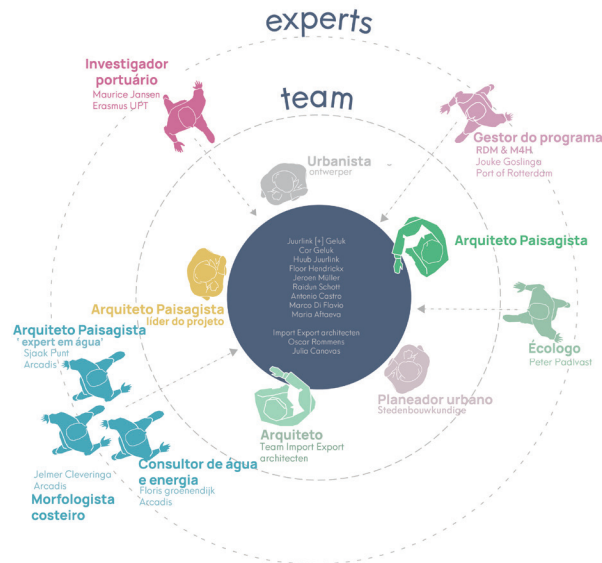 experts
team
Investigador
portuário
Maurice Jansen
Erasmus UPT
Gestor do programa
RDM & M4H,
Jouke Goslinga
Port of Rotterddm
Urbanista
ontwerper
Juurlink [+] Geluk
Cor Geluk
Huub Juurlink
Floor Hendrickx
Jeroen Müller
Raidun Schott
Antonio Castro
Marco Di Flavio
Maria Aftaeva
Import Export architecten
Oscar Rommens
Julia Canovas
Arquiteto Paisagista
Arquiteto Paisagista
líder do projeto
Arquiteto Paisagista
' expert em água'
Sjaak Punt
Arcadis
Écologo
Peter Paalvast
Planeador urbano
Stedenbouwkundige
Arquiteto
Team Import Export
architecten
Consultor de água
e energia
Floris groenendijk
Arcadis
Jelmer Cleveringa
Arcadis
Morfologista
costeiro